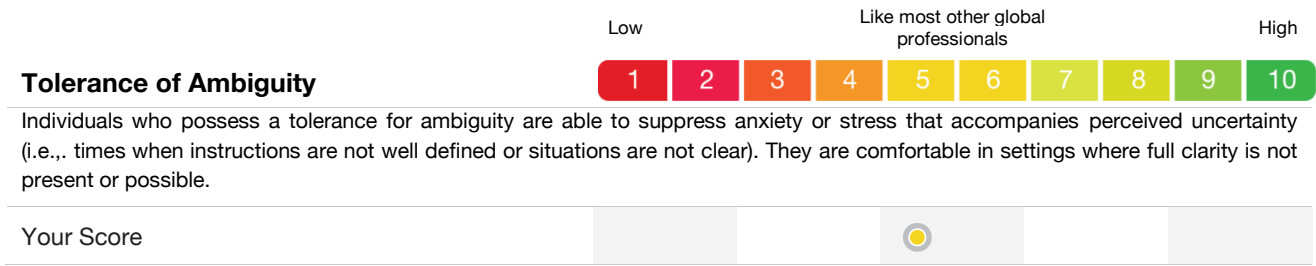 Low
Like most other global
professionals
High
Tolerance of Ambiguity
1 2 3 4 5 6 7 8 9 10
Individuals who possess a tolerance for ambiguity are able to suppress anxiety or stress that accompanies perceived uncertainty
(i.e.,. times when instructions are not well defined or situations are not clear). They are comfortable in settings where full clarity is not
present or possible.
Your Score